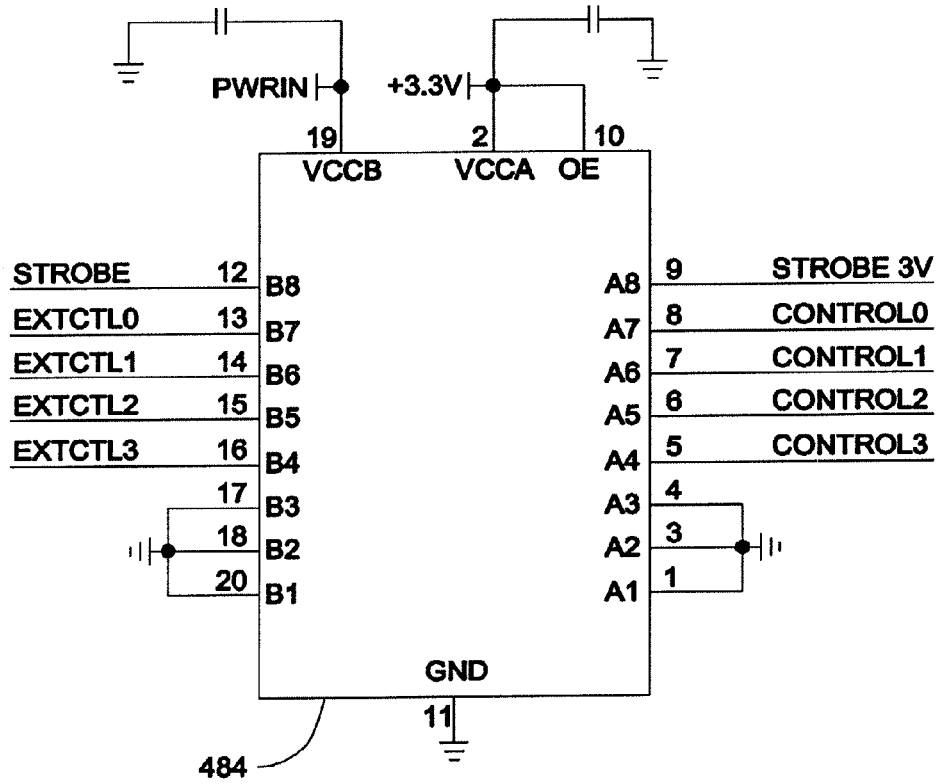 PWRIN
+3.3V
19 2 10
VCCB VCCA OE
STROBE 12 B8 A8 9 STROBE 3V
EXTCTL0 13 B7 A7 8 CONTROL0
EXTCTL1 14 B6 A6 7 CONTROL1
EXTCTL2 15 B5 A5 6 CONTROL2
EXTCTL3 16 B4 A4 5 CONTROL3
17 B3 A3 4
18 B2 A2 3
20 B1 A1 1
GND
11
484